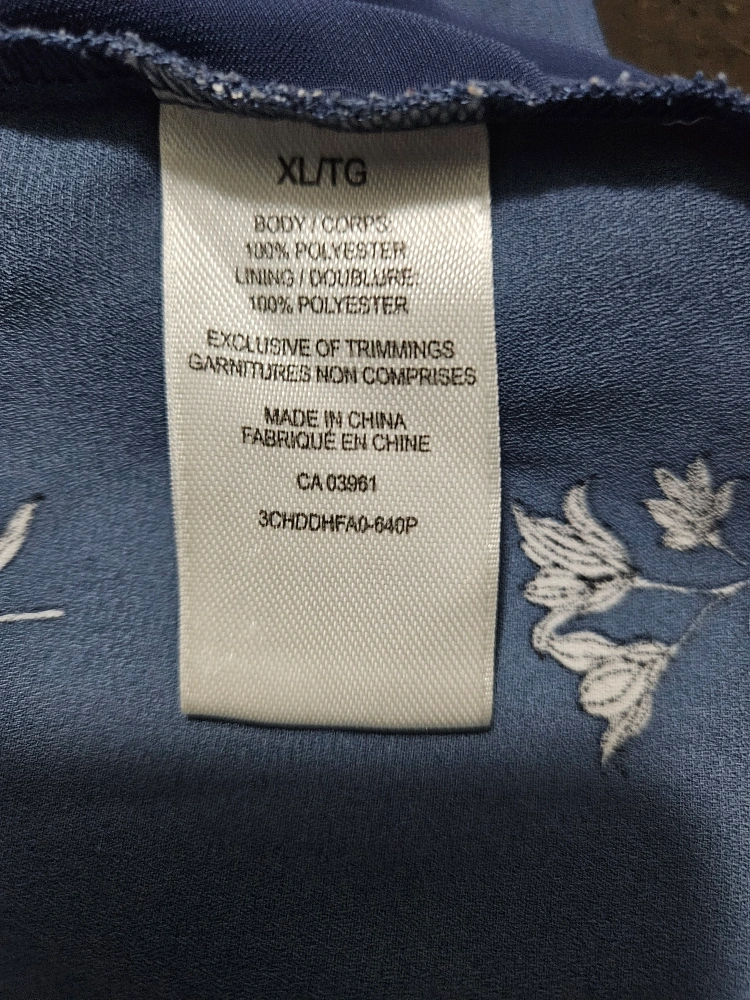 XL/TG
BODY / CORPS:
100% POLYESTER
LINING / DOUBLURE:
100% POLYESTER
EXCLUSIVE OF TRIMMINGS
GARNITURES NON COMPRISES
MADE IN CHINA
FABRIQUÉ EN CHINE
CA 03961
3CHDDHFA0-640P